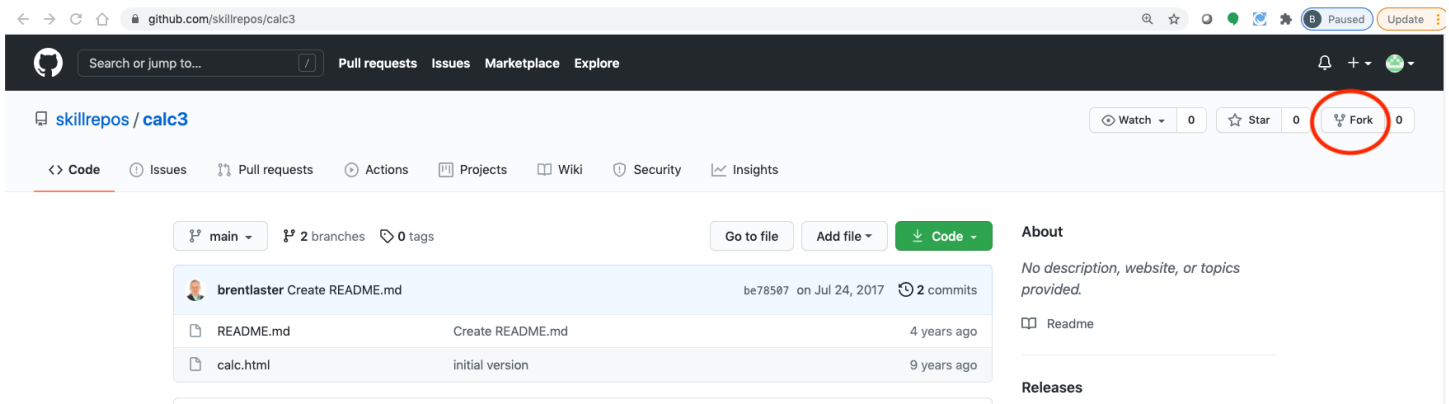 github.com/skillrepos/calc3 B Paused Update
Search or jump to... / Pull requests Issues Marketplace Explore
skillrepos / calc3 Watch 0 Star 0 Fork 0
<> Code Issues Pull requests Actions Projects Wiki Security Insights
main 2 branches 0 tags Go to file Add file Code About
No description, website, or topics
provided.
brentlaster Create README.md be78507 on Jul 24, 2017 2 commits
README.md Create README.md 4 years ago Readme
calc.html initial version 9 years ago
Releases